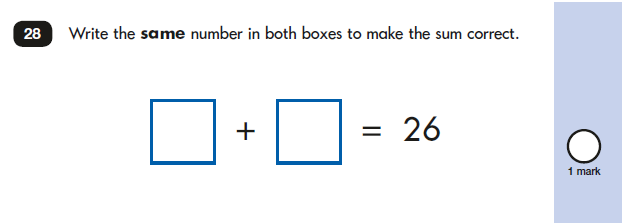 28 Write the same number in both boxes to make the sum correct.
+ = 26
1 mark